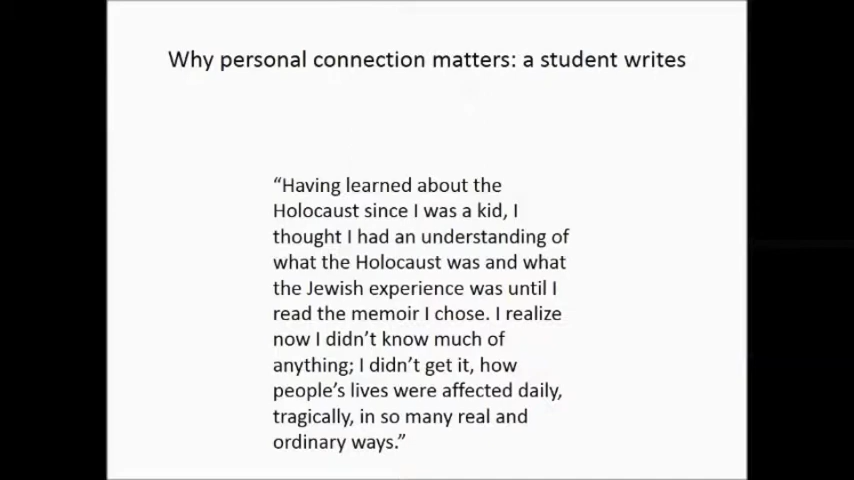 Why personal connection matters: a student writes
“Having learned about the
Holocaust since I was a kid, I
thought I had an understanding of
what the Holocaust was and what
the Jewish experience was until I
read the memoir I chose. I realize
now I didn’t know much of
anything; I didn’t get it, how
people’s lives were affected daily,
tragically, in so many real and
ordinary ways.”